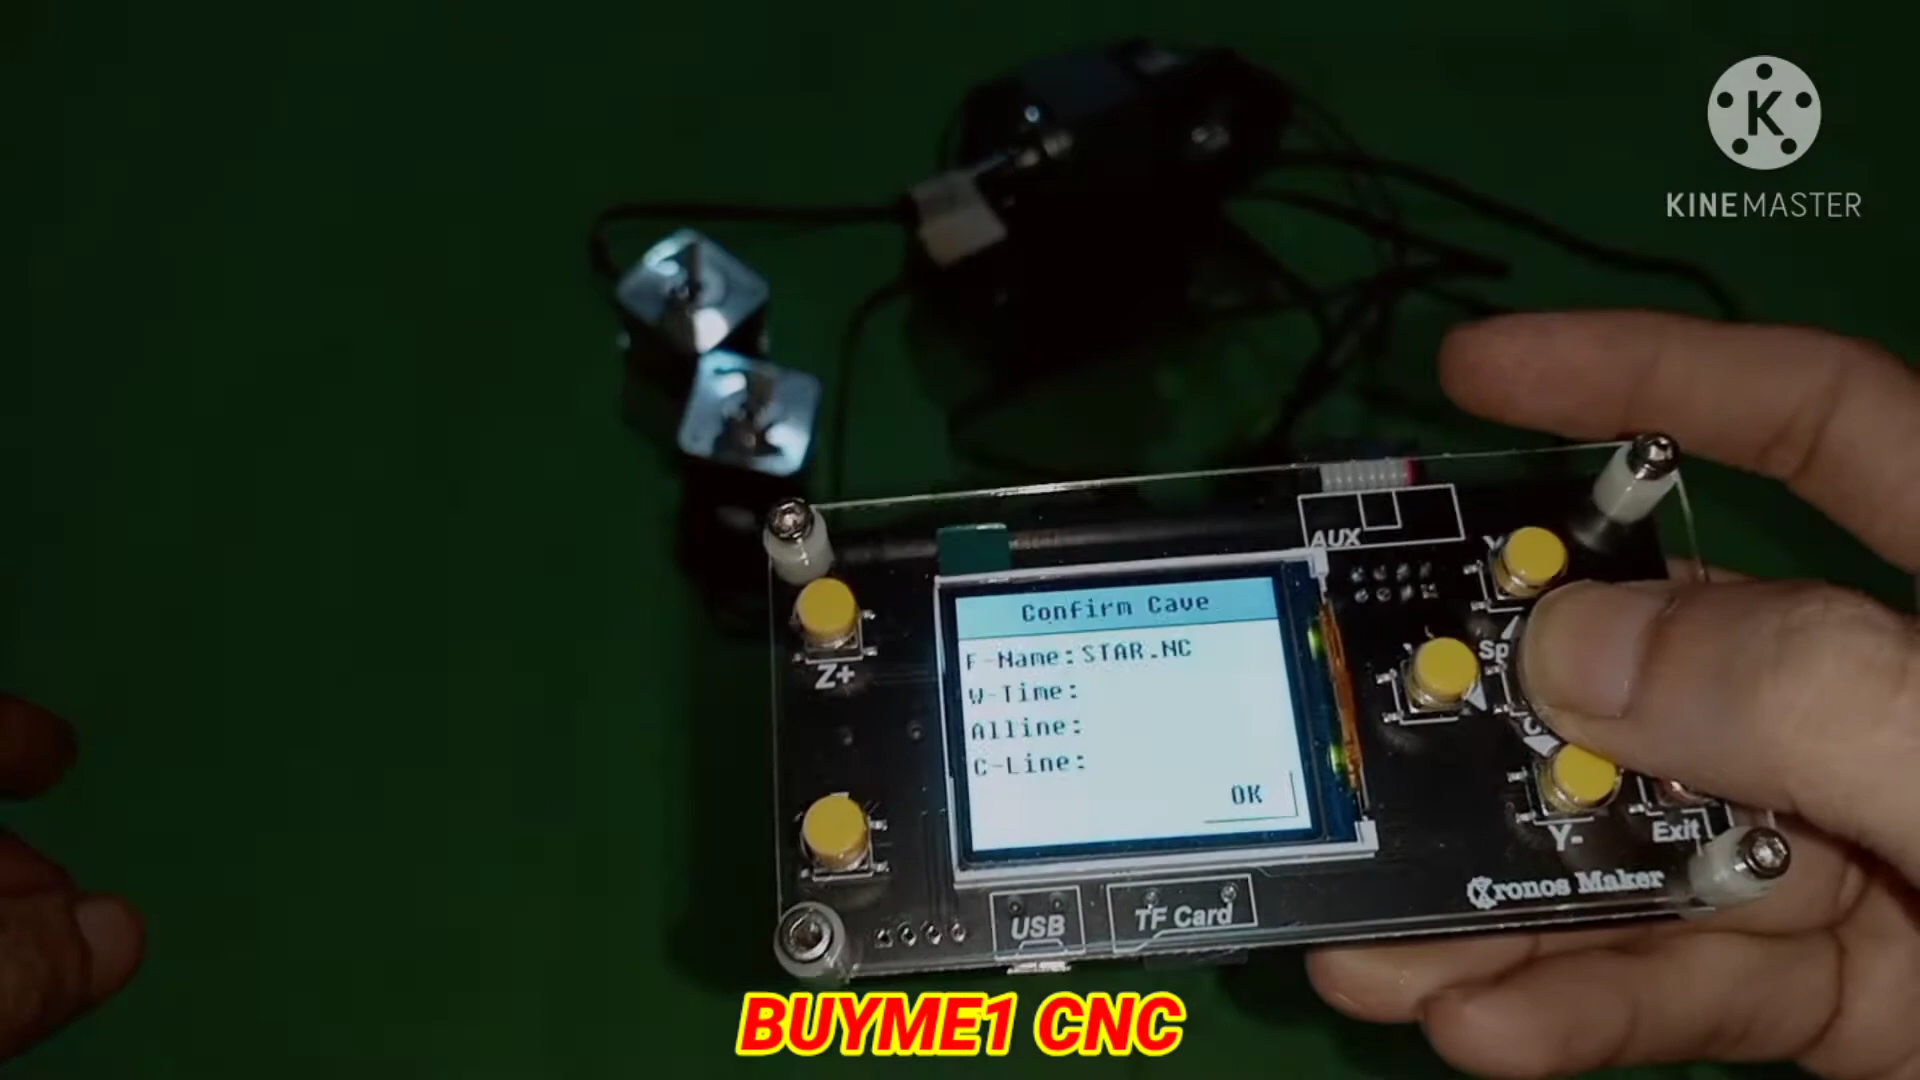 K
KINEMASTER
AUX
Confirm Cave
F-Name:STAR.NC
W-Time:
Alline:
C-Line:
OK
Z+
Sp
Y-
Exit
Kronos Maker
USB
TF Card
BUYME1 CNC